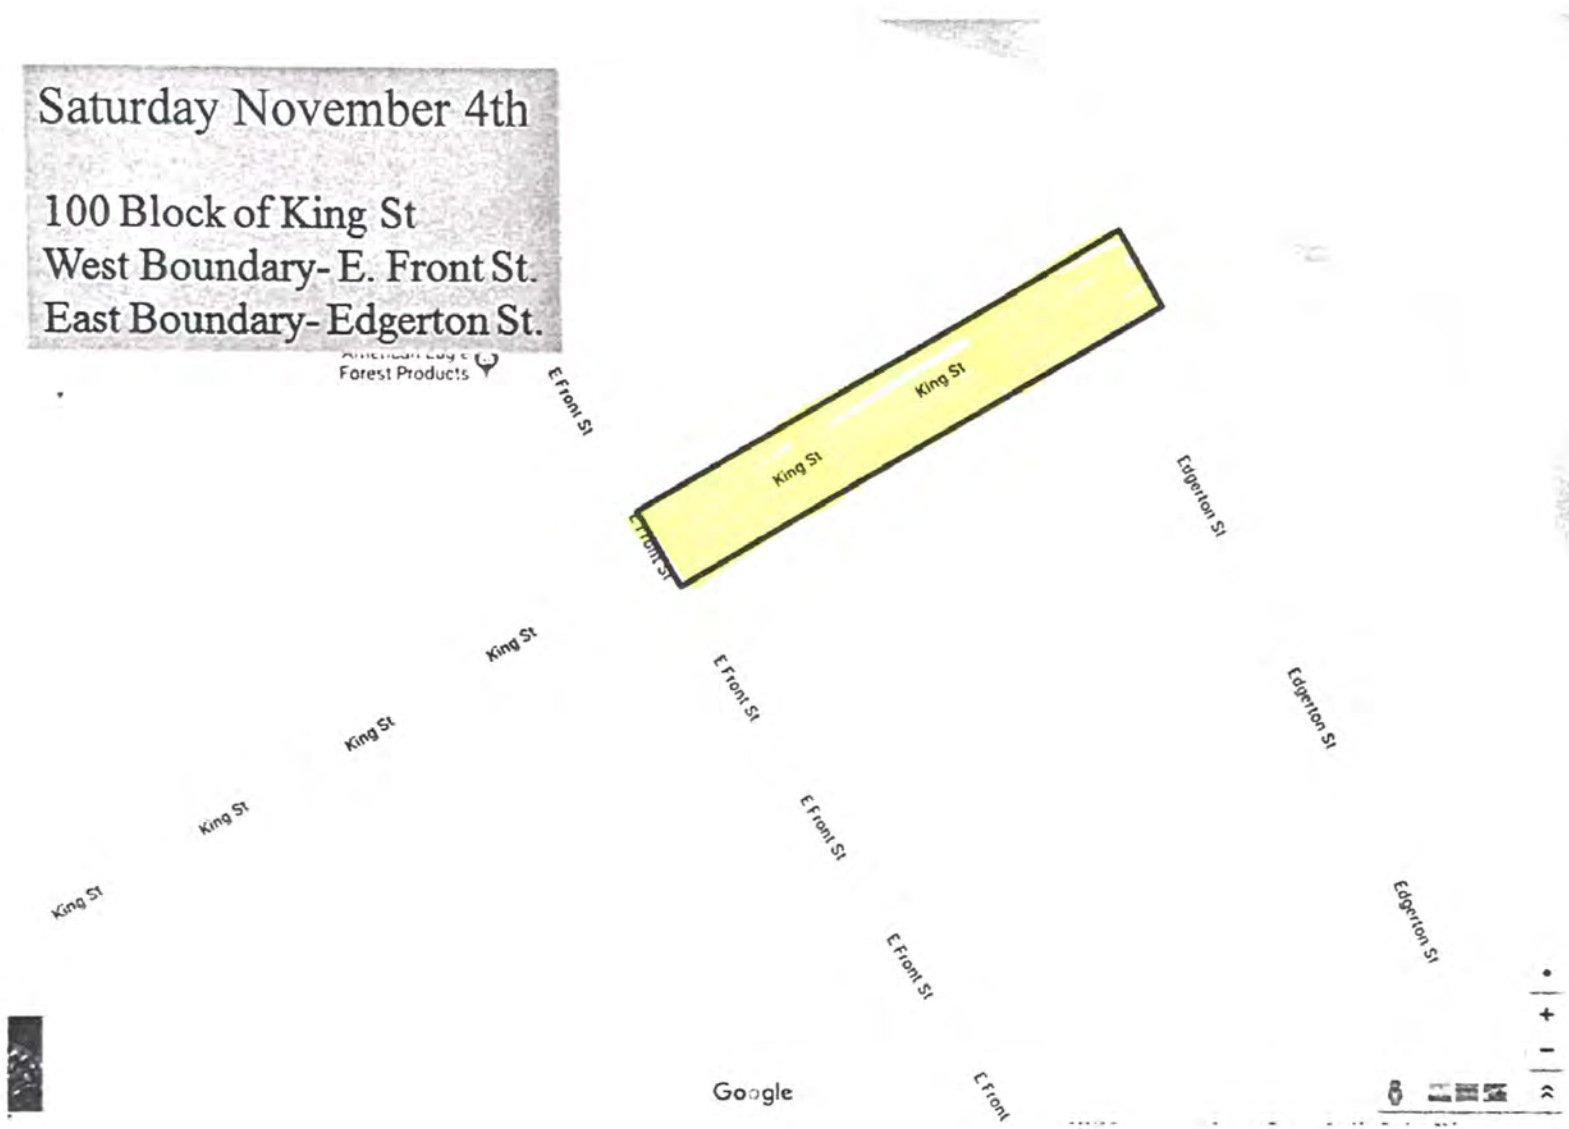 Saturday November 4th
100 Block of King St
West Boundary- E. Front St.
East Boundary- Edgerton St.
Forest Products
E Front St
King St
King St
E Front St
Edgerton St
King St
E Front St
Edgerton St
King St
King St
E Front St
King St
Edgerton St
E Front St
Google
E Front